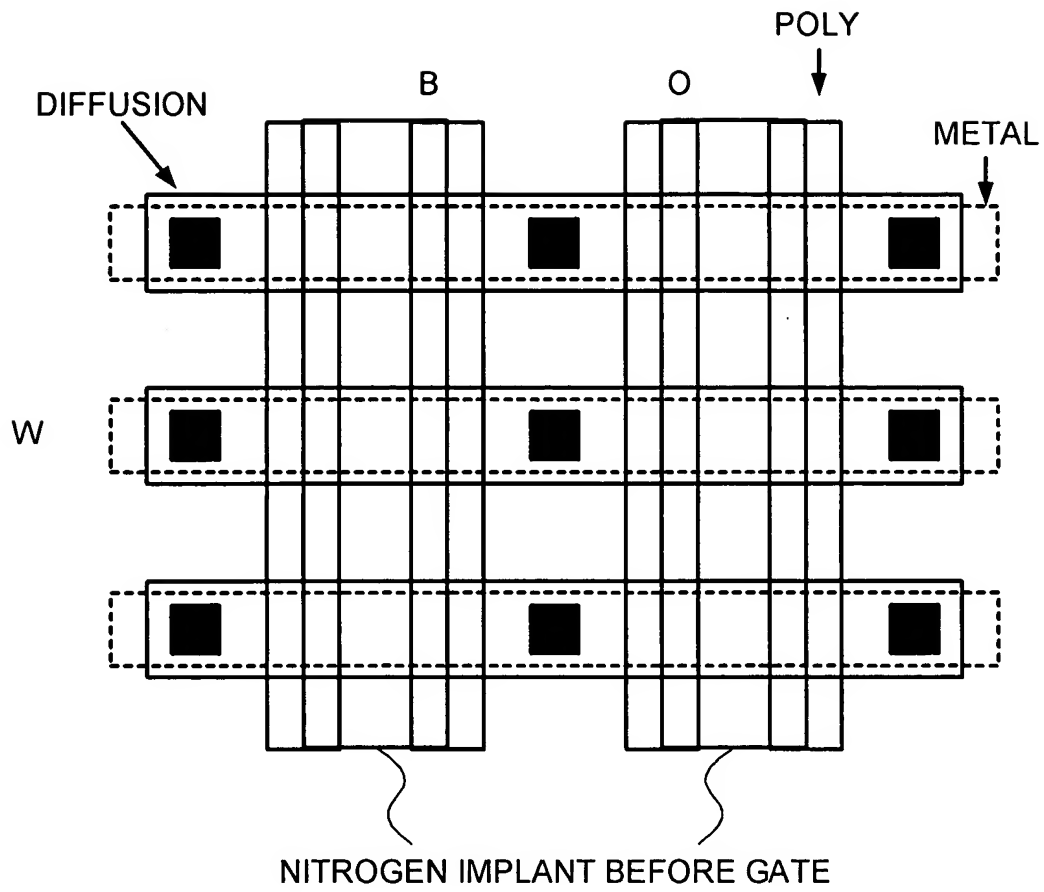 POLY
B
O
DIFFUSION
METAL
W
NITROGEN IMPLANT BEFORE GATE